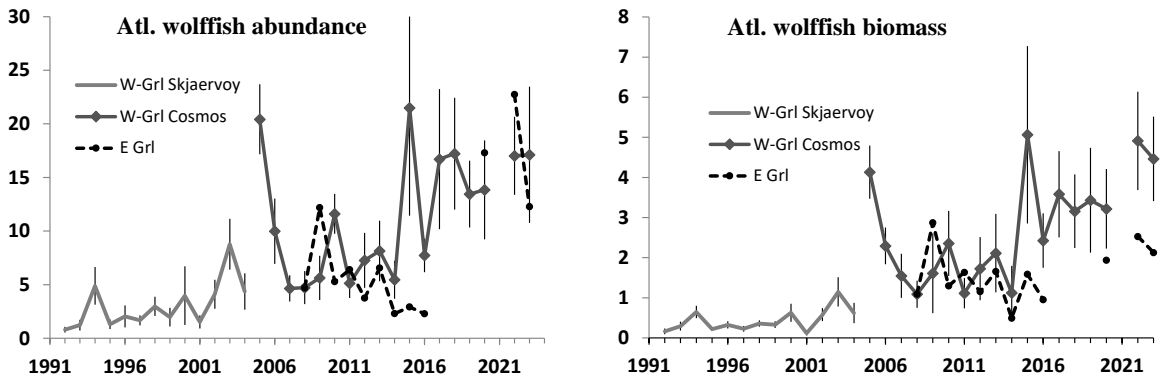 Atl. wolffish abundance
30
25
20
15
10
5
0
W-Grl Skjaervoy
W-Grl Cosmos
E Grl
1991 1996 2001 2006 2011 2016 2021
Atl. wolffish biomass
8
7
6
5
4
3
2
1
0
W-Grl Skjaervoy
W-Grl Cosmos
E Grl
1991 1996 2001 2006 2011 2016 2021